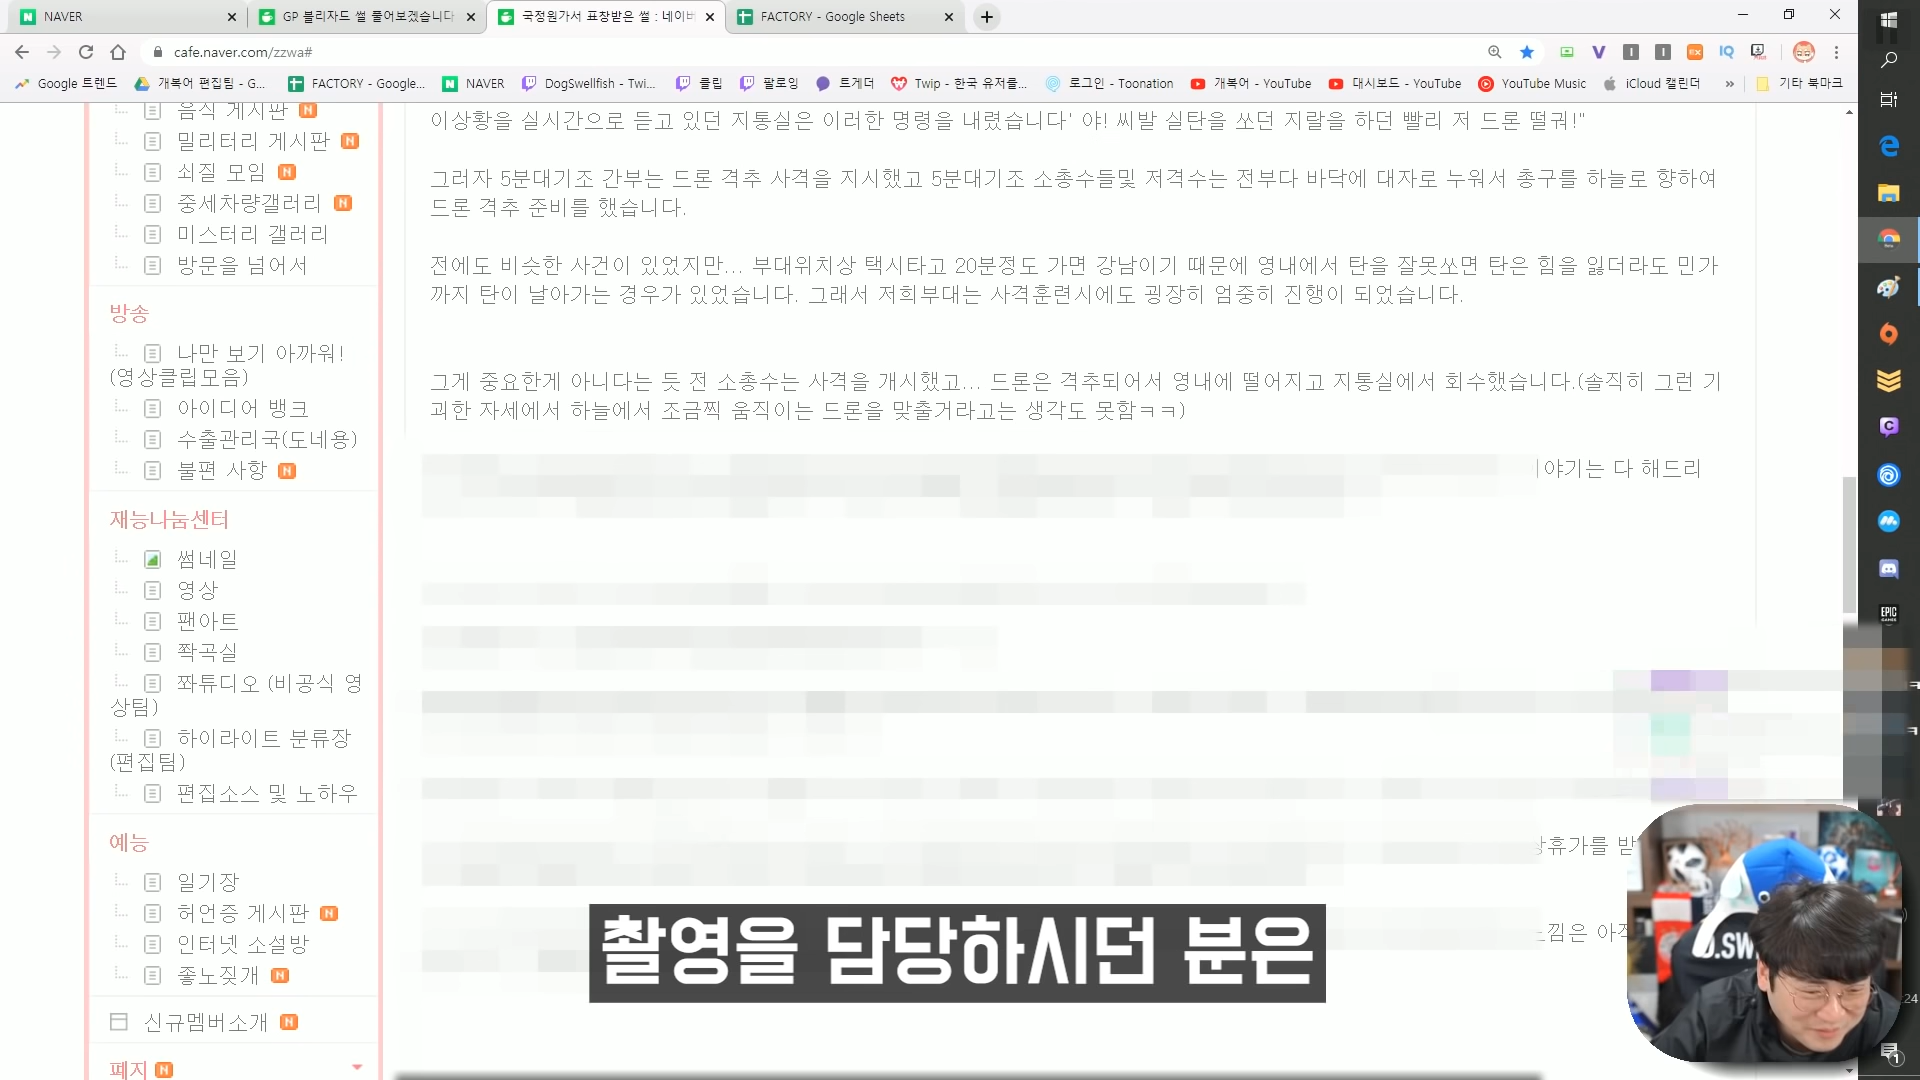 NAVER
GP 블리자드 썰 풀어보겠습니다
국정원가서 표창받은 썰 : 네이버
FACTORY - Google Sheets
cafe.naver.com/zzwa#
Google 트렌드
개복어 편집팀 - G...
FACTORY - Google...
NAVER
DogSwellfish - Twi...
클립
팔로잉
트게더
Twip - 한국 유저를...
로그인 - Toonation
개복어 - YouTube
대시보드 - YouTube
YouTube Music
iCloud 캘린더
»
기타 북마크
음식 게시판 N
밀리터리 게시판 N
쇠질 모임 N
중세차량갤러리 N
미스터리 갤러리
방문을 넘어서
방송
나만 보기 아까워!
(영상클립모음)
아이디어 뱅크
수출관리국(도네용)
불편 사항 N
재능나눔센터
썸네일
영상
팬아트
쫙곡실
쫘튜디오 (비공식 영
상팀)
하이라이트 분류장
(편집팀)
편집소스 및 노하우
예능
일기장
허언증 게시판 N
인터넷 소설방
좋노짖개 N
신규멤버소개 N
폐지 N
이상황을 실시간으로 듣고 있던 지통실은 이러한 명령을 내렸습니다' 야! 씨발 실탄을 쏘던 지랄을 하던 빨리 저 드론 떨궈!"
그러자 5분대기조 간부는 드론 격추 사격을 지시했고 5분대기조 소총수들및 저격수는 전부다 바닥에 대자로 누워서 총구를 하늘로 향하여
드론 격추 준비를 했습니다.
전에도 비슷한 사건이 있었지만... 부대위치상 택시타고 20분정도 가면 강남이기 때문에 영내에서 탄을 잘못쏘면 탄은 힘을 잃더라도 민가
까지 탄이 날아가는 경우가 있었습니다. 그래서 저희부대는 사격훈련시에도 굉장히 엄중히 진행이 되었습니다.
그게 중요한게 아니다는 듯 전 소총수는 사격을 개시했고... 드론은 격추되어서 영내에 떨어지고 지통실에서 회수했습니다.(솔직히 그런 기
괴한 자세에서 하늘에서 조금찍 움직이는 드론을 맞출거라고는 생각도 못함ㅋㅋ)
야기는 다 해드리
휴가를 받
낌은 아직
촬영을 담당하시던 분은
EPIC
GAMES